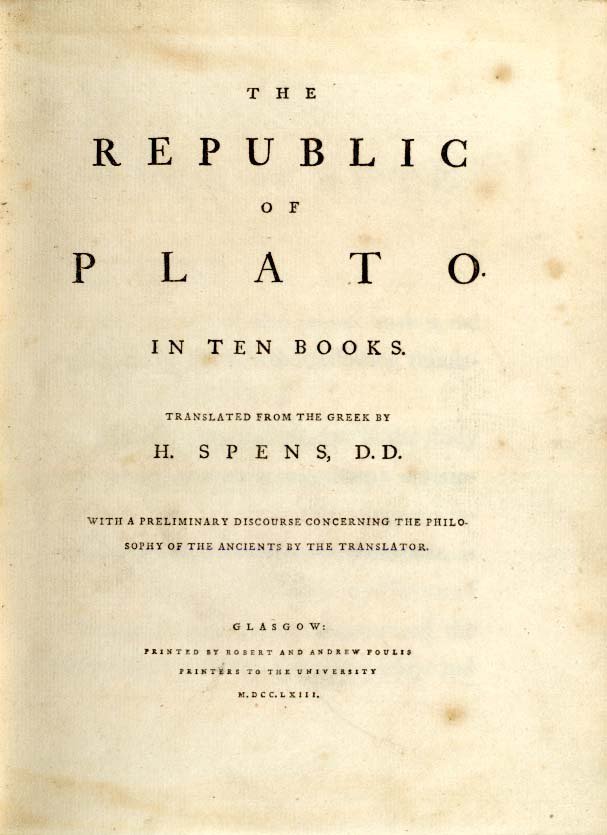 THE
REPUBLIC
OF
PLATO.
IN TEN BOOKS.
TRANSLATED FROM THE GREEK BY
H. SPENS, D.D.
WITH A PRELIMINARY DISCOURSE CONCERNING THE PHILO-
SOPHY OF THE ANCIENTS BY THE TRANSLATOR.
GLASGOW:
PRINTED BY ROBERT AND ANDREW FOULIS
PRINTERS TO THE UNIVERSITY
M.DCC.LXIII.